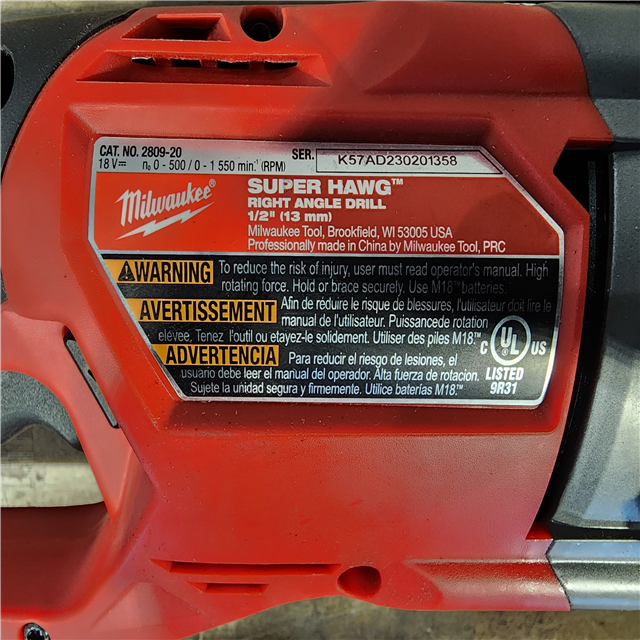 CAT. NO. 2809-20
18 V⎓ n₀ 0 - 500 / 0 - 1 550 min⁻¹ (RPM)
SER. K57AD230201358
Milwaukee®
SUPER HAWG™
RIGHT ANGLE DRILL
1/2" (13 mm)
Milwaukee Tool, Brookfield, WI 53005 USA
Professionally made in China by Milwaukee Tool, PRC
WARNING To reduce the risk of injury, user must read operator's manual. High
rotating force. Hold or brace securely. Use M18™ batteries.
AVERTISSEMENT Afin de réduire le risque de blessures, l'utilisateur doit lire le
manual de l'utilisateur. Puissancede rotation
elévee, Tenez l'outil ou etayez-le solidement. Utiliser des piles M18.™
ADVERTENCIA Para reducir el riesgo de lesiones, el
usuario debe leer el manual del operador. Alta fuerza de rotacion.
Sujete la unidad segura y firmemente. Utilice baterías M18.™
C UL US
LISTED
9R31